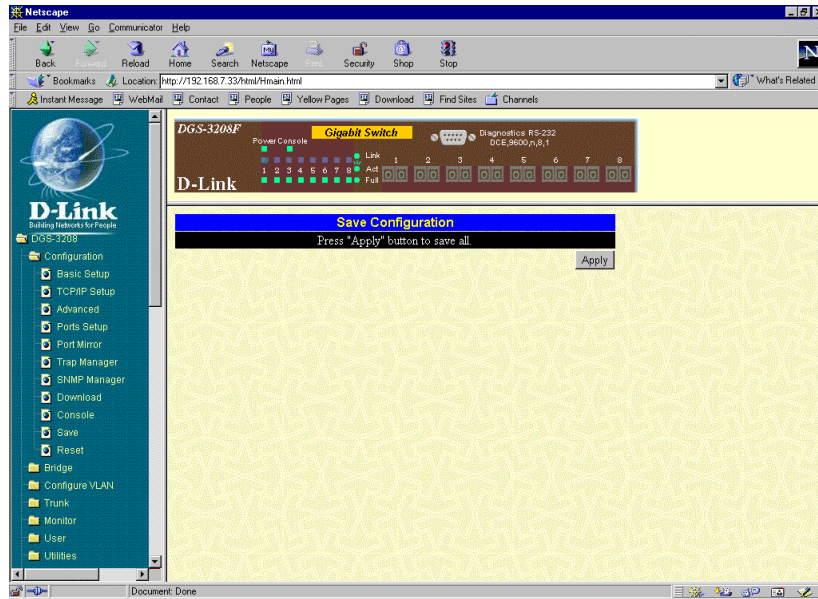 Netscape
File Edit View Go Communicator Help
Back Forward Reload Home Search Netscape Print Security Shop Stop
Bookmarks Location: http://192.168.7.33/html/Hmain.html What's Related
Instant Message WebMail Contact People Yellow Pages Download Find Sites Channels
D-Link
Building Networks for People
DGS-3208
Configuration
Basic Setup
TCP/IP Setup
Advanced
Ports Setup
Port Mirror
Trap Manager
SNMP Manager
Download
Console
Save
Reset
Bridge
Configure VLAN
Trunk
Monitor
User
Utilities
DGS-3208F
Power Console
Gigabit Switch
Diagnostics RS-232
DCE,9600,n,8,1
Link
1 2 3 4 5 6 7 8 Act
Full
1 2 3 4 5 6 7 8
D-Link
Save Configuration
Press "Apply" button to save all.
Apply
Document: Done